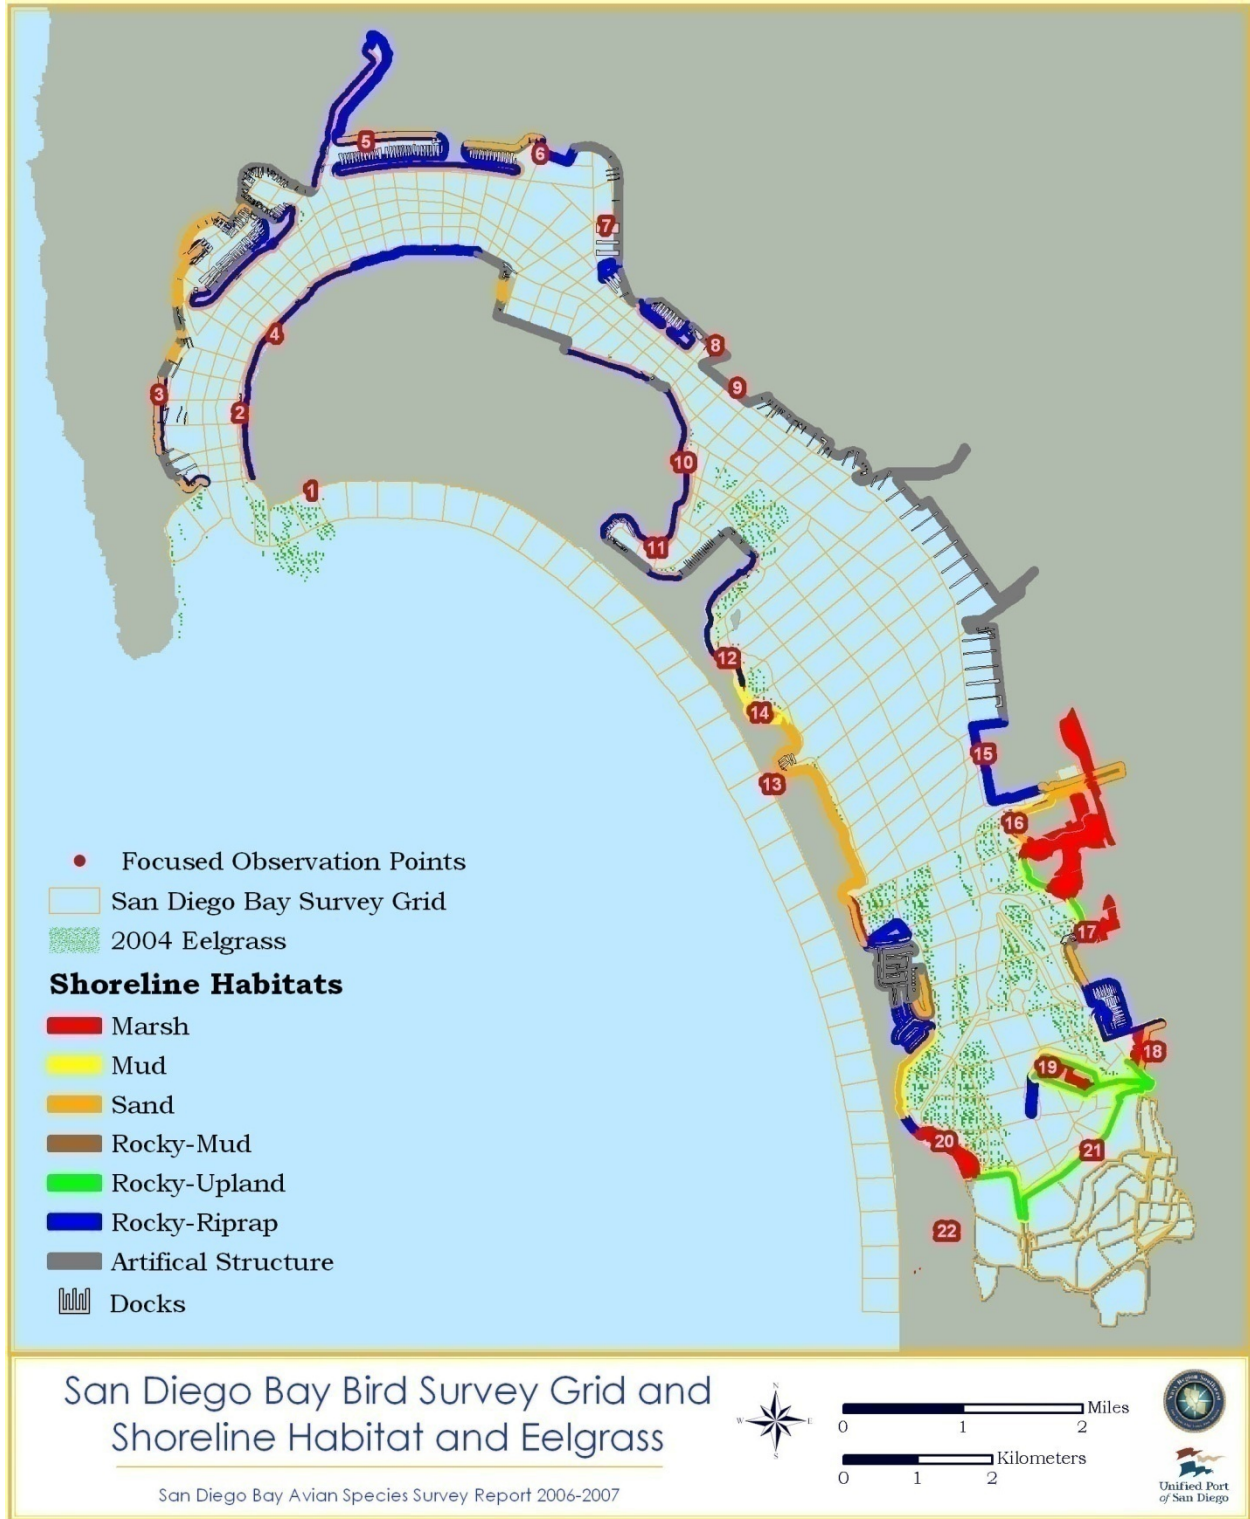 5
6
7
4
8
3
9
2
10
1
11
12
14
15
13
16
17
18
19
20
21
22
Focused Observation Points
San Diego Bay Survey Grid
2004 Eelgrass
Shoreline Habitats
Marsh
Mud
Sand
Rocky-Mud
Rocky-Upland
Rocky-Riprap
Artifical Structure
Docks
San Diego Bay Bird Survey Grid and
Shoreline Habitat and Eelgrass
San Diego Bay Avian Species Survey Report 2006-2007
N
W E
S
Miles
0 1 2
Kilometers
0 1 2
Navy Region Southwest
Unified Port
of San Diego